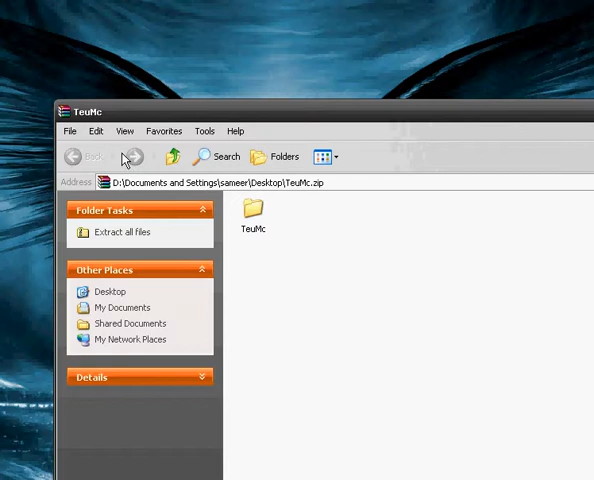 TeuMc
File Edit View Favorites Tools Help
Back Search Folders
Address D:\Documents and Settings\sameer\Desktop\TeuMc.zip
Folder Tasks
Extract all files
Other Places
Desktop
My Documents
Shared Documents
My Network Places
Details
TeuMc